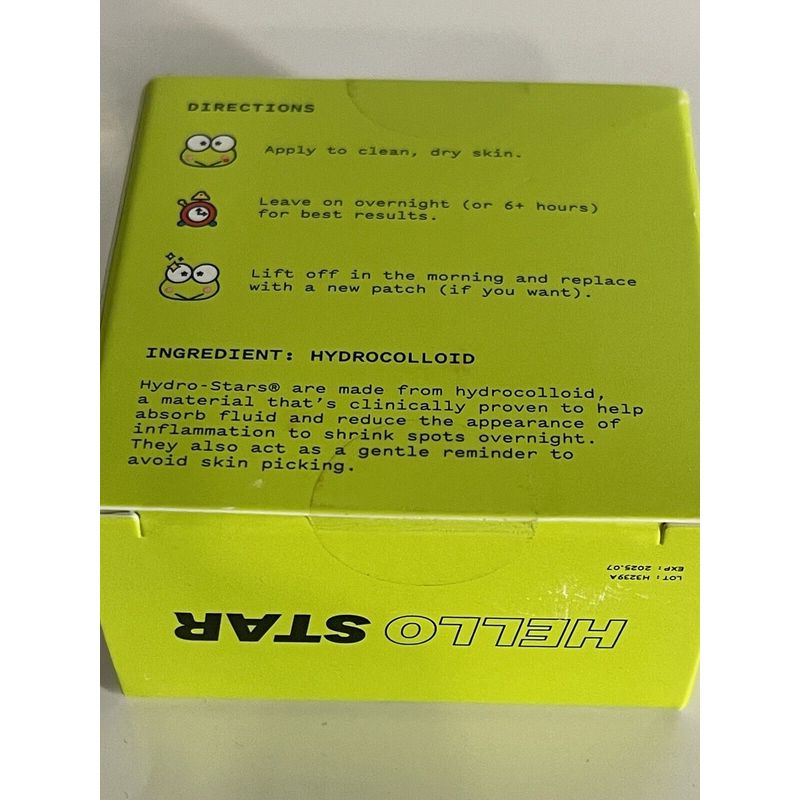 DIRECTIONS
Apply to clean, dry skin.
Leave on overnight (or 6+ hours)
for best results.
Lift off in the morning and replace
with a new patch (if you want).
INGREDIENT: HYDROCOLLOID
Hydro-Stars® are made from hydrocolloid,
a material that's clinically proven to help
absorb fluid and reduce the appearance of
inflammation to shrink spots overnight.
They also act as a gentle reminder to
avoid skin picking.
LOT: H3239A
EXP: 2025.07
HELLO STAR